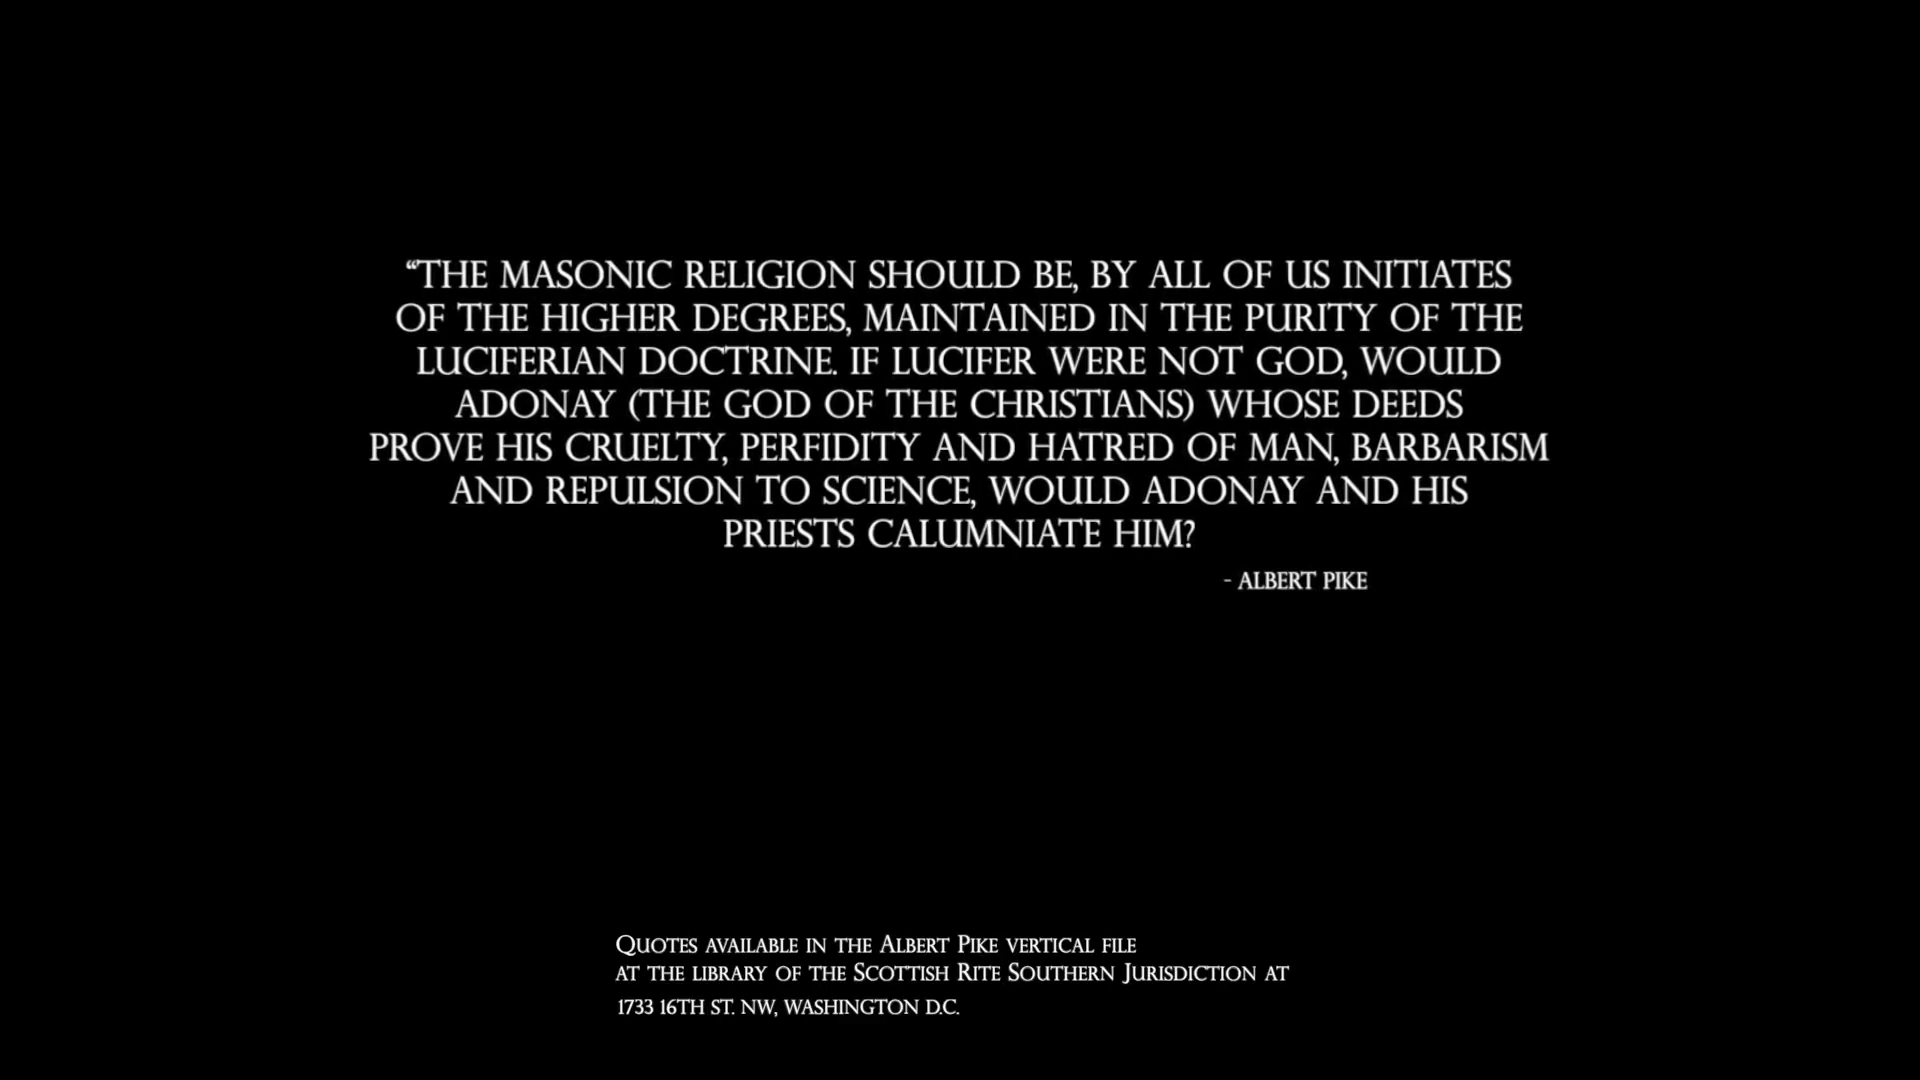 “THE MASONIC RELIGION SHOULD BE, BY ALL OF US INITIATES
OF THE HIGHER DEGREES, MAINTAINED IN THE PURITY OF THE
LUCIFERIAN DOCTRINE. IF LUCIFER WERE NOT GOD, WOULD
ADONAY (THE GOD OF THE CHRISTIANS) WHOSE DEEDS
PROVE HIS CRUELTY, PERFIDITY AND HATRED OF MAN, BARBARISM
AND REPULSION TO SCIENCE, WOULD ADONAY AND HIS
PRIESTS CALUMNIATE HIM?
- ALBERT PIKE
QUOTES AVAILABLE IN THE ALBERT PIKE VERTICAL FILE
AT THE LIBRARY OF THE SCOTTISH RITE SOUTHERN JURISDICTION AT
1733 16TH ST. NW, WASHINGTON D.C.